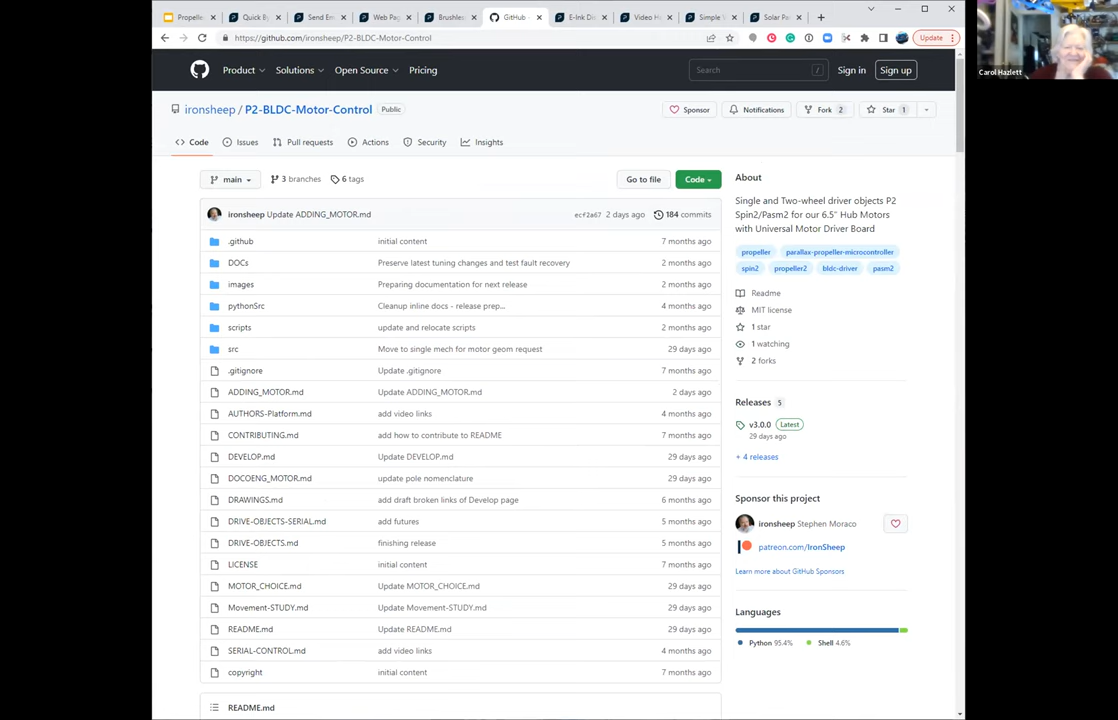 Propelle
Quick By
Send Em
Web Pag
Brushles
GitHub -
E-Ink Di
Video H
Simple
Solar Pa
https://github.com/ironsheep/P2-BLDC-Motor-Control
Update
Carol Hazlett
Product
Solutions
Open Source
Pricing
Search /
Sign in
Sign up
ironsheep / P2-BLDC-Motor-Control Public
Sponsor
Notifications
Fork 2
Star 1
Code
Issues
Pull requests
Actions
Security
Insights
main
3 branches
6 tags
Go to file
Code
ironsheep Update ADDING_MOTOR.md ecf2a67 2 days ago 184 commits
.github initial content 7 months ago
DOCs Preserve latest tuning changes and test fault recovery 2 months ago
images Preparing documentation for next release 2 months ago
pythonSrc Cleanup inline docs - release prep... 4 months ago
scripts update and relocate scripts 2 months ago
src Move to single mech for motor geom request 29 days ago
.gitignore Update .gitignore 7 months ago
ADDING_MOTOR.md Update ADDING_MOTOR.md 2 days ago
AUTHORS-Platform.md add video links 4 months ago
CONTRIBUTING.md add how to contribute to README 7 months ago
DEVELOP.md Update DEVELOP.md 29 days ago
DOCOENG_MOTOR.md update pole nomenclature 29 days ago
DRAWINGS.md add draft broken links of Develop page 6 months ago
DRIVE-OBJECTS-SERIAL.md add futures 5 months ago
DRIVE-OBJECTS.md finishing release 5 months ago
LICENSE initial content 7 months ago
MOTOR_CHOICE.md Update MOTOR_CHOICE.md 29 days ago
Movement-STUDY.md Update Movement-STUDY.md 29 days ago
README.md Update README.md 29 days ago
SERIAL-CONTROL.md add video links 4 months ago
copyright initial content 7 months ago
README.md
About
Single and Two-wheel driver objects P2
Spin2/Pasm2 for our 6.5" Hub Motors
with Universal Motor Driver Board
propeller parallax-propeller-microcontroller
spin2 propeller2 bldc-driver pasm2
Readme
MIT license
1 star
1 watching
2 forks
Releases 5
v3.0.0 Latest
29 days ago
+ 4 releases
Sponsor this project
ironsheep Stephen Moraco
patreon.com/IronSheep
Learn more about GitHub Sponsors
Languages
Python 95.4% Shell 4.6%